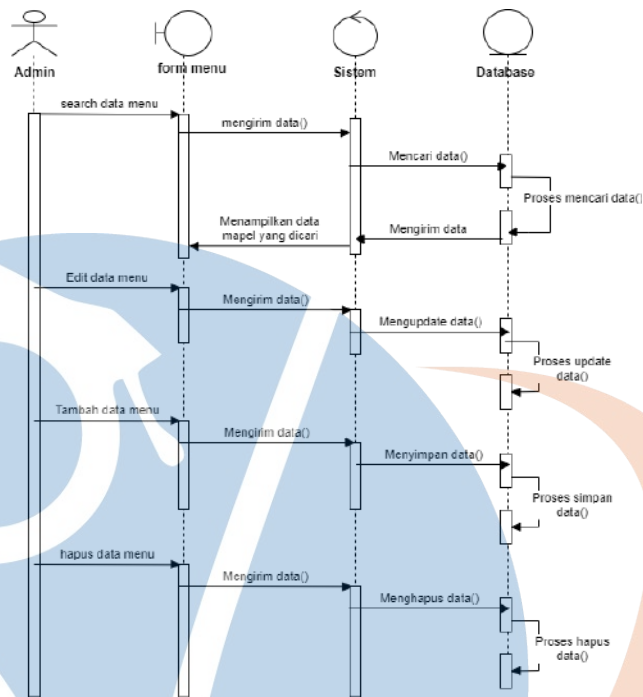 Admin
form menu
Sistem
Database
search data menu
mengirim data()
Mencari data()
Proses mencari data()
Menampilkan data
mapel yang dicari
Mengirim data
Edit data menu
Mengirim data()
Mengupdate data()
Proses update
data()
Tambah data menu
Mengirim data()
Menyimpan data()
Proses simpan
data()
hapus data menu
Mengirim data()
Menghapus data()
Proses hapus
data()